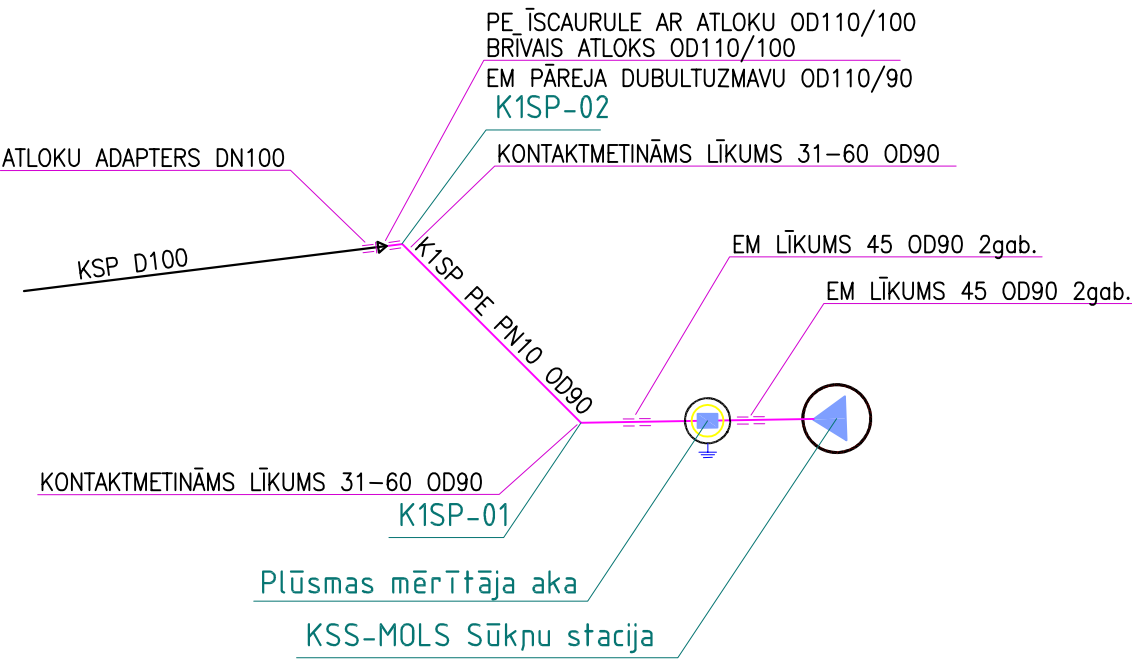 PE ĪSCAURULE AR ATLOKU OD110/100
BRĪVAIS ATLOKS OD110/100
EM PĀREJA DUBULTUZMAVU OD110/90
K1SP-02
ATLOKU ADAPTERS DN100
KONTAKTMETINĀMS LĪKUMS 31-60 OD90
KSP D100
K1SP PE PN10 OD90
EM LĪKUMS 45 OD90 2gab.
EM LĪKUMS 45 OD90 2gab.
KONTAKTMETINĀMS LĪKUMS 31-60 OD90
K1SP-01
Plūsmas mērītāja aka
KSS-MOLS Sūkņu stacija